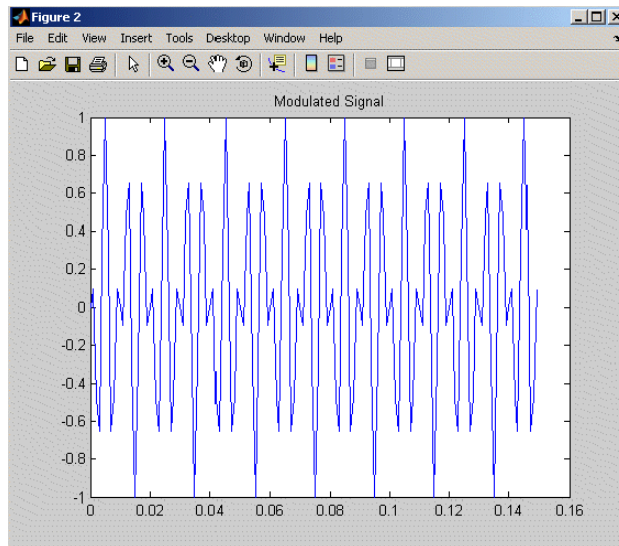 Figure 2
File Edit View Insert Tools Desktop Window Help
Modulated Signal
1
0.8
0.6
0.4
0.2
0
-0.2
-0.4
-0.6
-0.8
-1
0 0.02 0.04 0.06 0.08 0.1 0.12 0.14 0.16